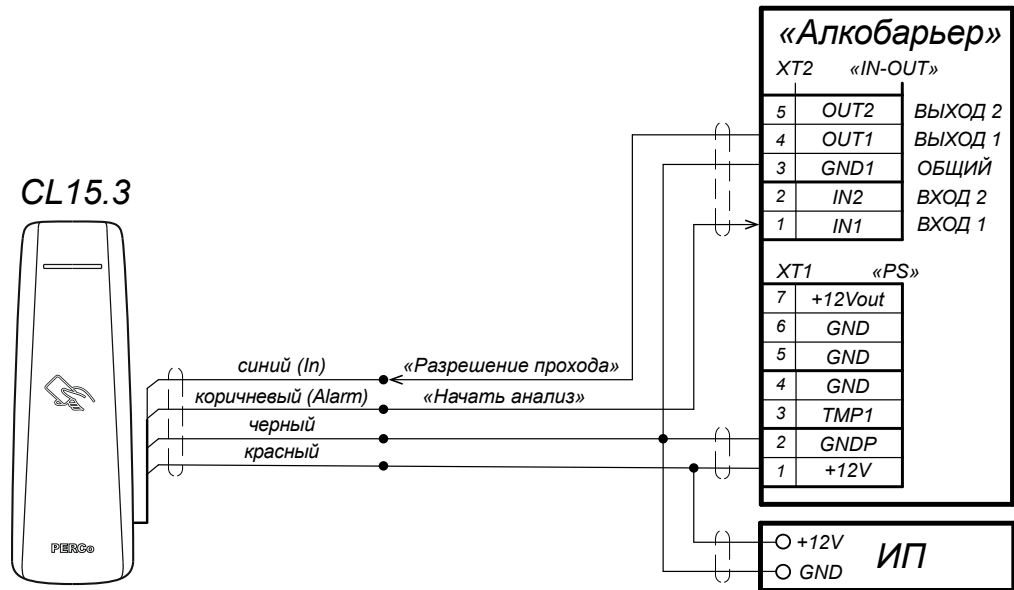 «Алкобарьер»
XT2 «IN-OUT»
5 OUT2 ВЫХОД 2
4 OUT1 ВЫХОД 1
3 GND1 ОБЩИЙ
2 IN2 ВХОД 2
1 IN1 ВХОД 1
CL15.3
XT1 «PS»
7 +12Vout
6 GND
5 GND
4 GND
3 TMP1
2 GNDP
1 +12V
синий (In) «Разрешение прохода»
коричневый (Alarm) «Начать анализ»
черный
красный
PERCo
+12V
GND
ИП